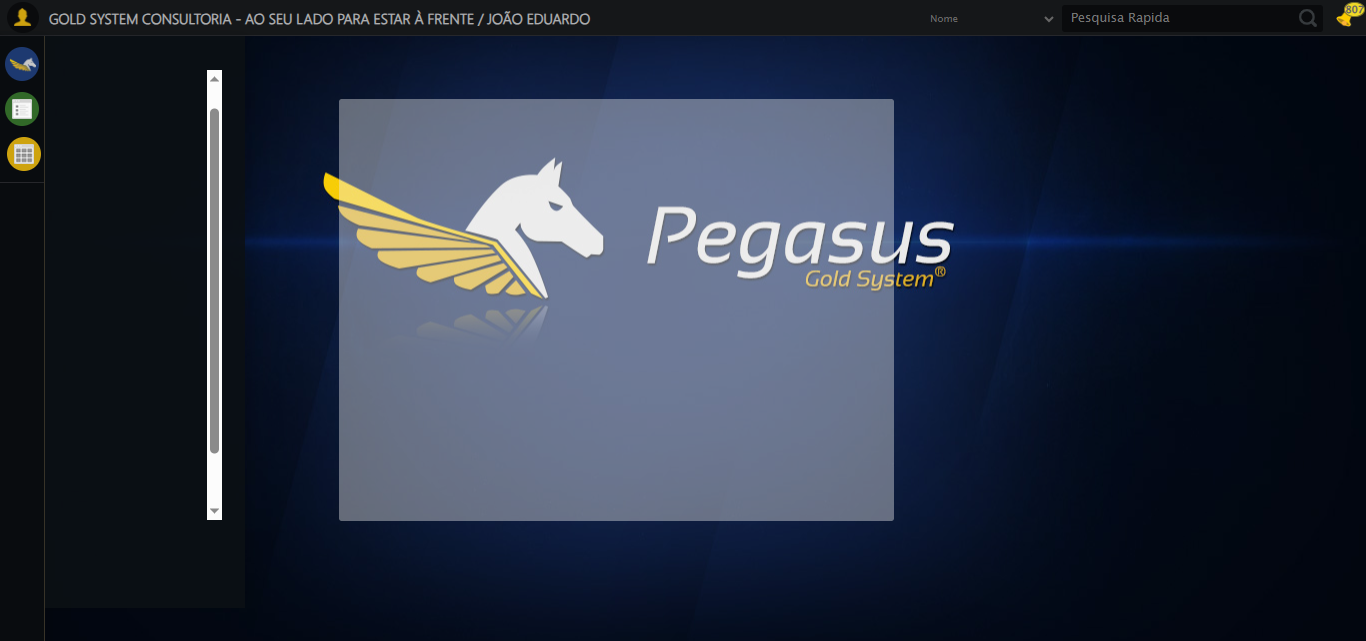 GOLD SYSTEM CONSULTORIA - AO SEU LADO PARA ESTAR À FRENTE / JOÃO EDUARDO
Nome
Pesquisa Rapida
807
Pegasus
Gold System®